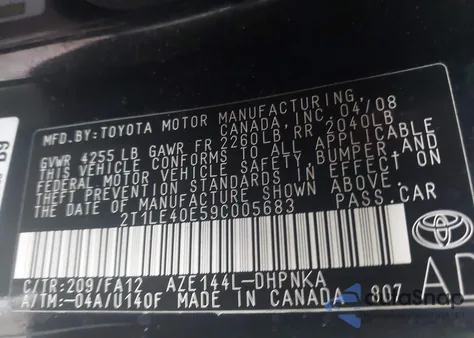 MFD.BY:TOYOTA MOTOR MANUFACTURING
CANADA, INC. 04/08
GVWR 4255 LB GAWR FR 2260LB, RR 2040LB
THIS VEHICLE CONFORMS TO ALL APPLICABLE
FEDERAL MOTOR VEHICLE SAFETY, BUMPER, AND
THEFT PREVENTION STANDARDS IN EFFECT ON
THE DATE OF MANUFACTURE SHOWN ABOVE.
2T1LE40E59C005683
TOYOTA
C/TR:209/FA12 AZE144L-DHPNKA
A/TM:-04A/U140F MADE IN CANADA 807
AD